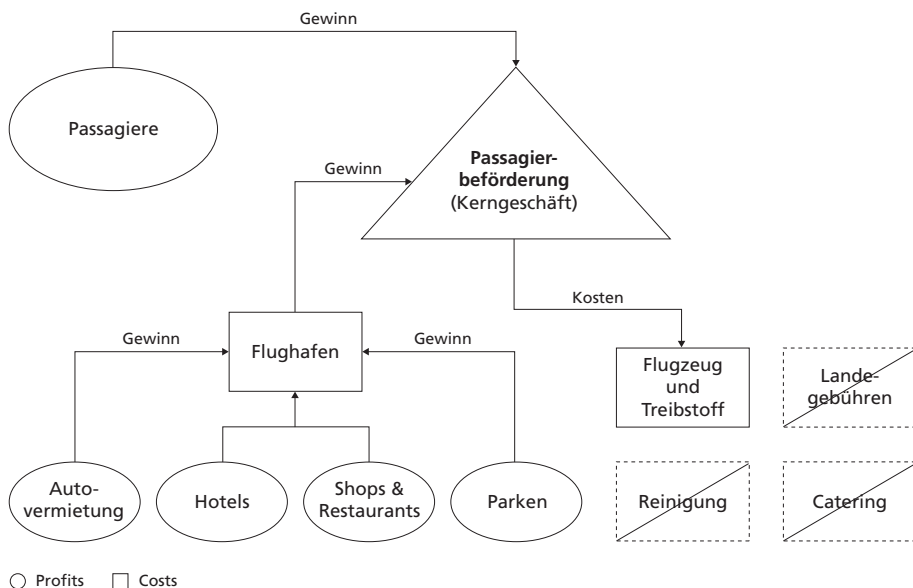 Gewinn
Passagiere
Gewinn
Passagier-
beförderung
(Kerngeschäft)
Kosten
Gewinn
Flughafen
Gewinn
Flugzeug
und
Treibstoff
Lande-
gebühren
Auto-
vermietung
Hotels
Shops &
Restaurants
Parken
Reinigung
Catering
Profits
Costs